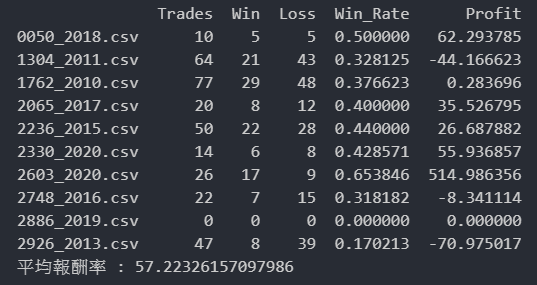 Trades Win Loss Win_Rate Profit
0050_2018.csv 10 5 5 0.500000 62.293785
1304_2011.csv 64 21 43 0.328125 -44.166623
1762_2010.csv 77 29 48 0.376623 0.283696
2065_2017.csv 20 8 12 0.400000 35.526795
2236_2015.csv 50 22 28 0.440000 26.687882
2330_2020.csv 14 6 8 0.428571 55.936857
2603_2020.csv 26 17 9 0.653846 514.986356
2748_2016.csv 22 7 15 0.318182 -8.341114
2886_2019.csv 0 0 0 0.000000 0.000000
2926_2013.csv 47 8 39 0.170213 -70.975017
平均報酬率 : 57.22326157097986